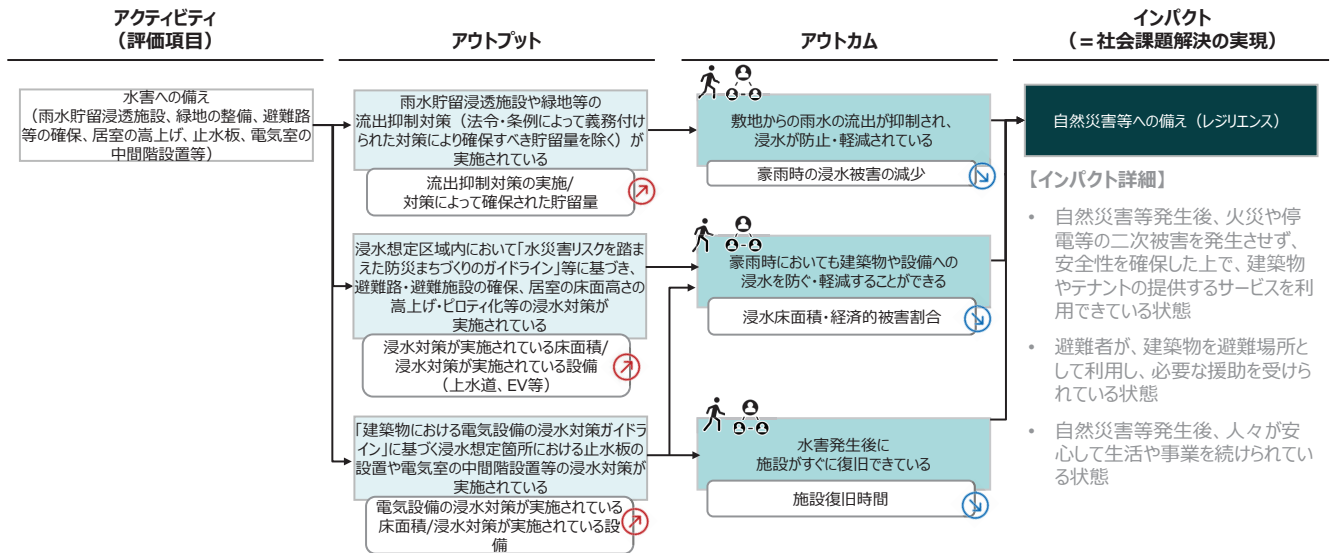 アクティビティ
（評価項目）
アウトプット
アウトカム
インパクト
（＝社会課題解決の実現）
水害への備え
（雨水貯留浸透施設、緑地の整備、避難路
等の確保、居室の嵩上げ、止水板、電気室の
中間階設置等）
雨水貯留浸透施設や緑地等の
流出抑制対策（法令・条例によって義務付け
られた対策により確保すべき貯留量を除く）が
実施されている
流出抑制対策の実施/
対策によって確保された貯留量
浸水想定区域内において「水災害リスクを踏ま
えた防災まちづくりのガイドライン」等に基づき、
避難路・避難施設の確保、居室の床面高さの
嵩上げ・ピロティ化等の浸水対策が
実施されている
浸水対策が実施されている床面積/
浸水対策が実施されている設備
（上水道、EV等）
「建築物における電気設備の浸水対策ガイドラ
イン」に基づく浸水想定箇所における止水板の
設置や電気室の中間階設置等の浸水対策が
実施されている
電気設備の浸水対策が実施されている
床面積/浸水対策が実施されている設
備
敷地からの雨水の流出が抑制され、
浸水が防止・軽減されている
豪雨時の浸水被害の減少
豪雨時においても建築物や設備への
浸水を防ぐ・軽減することができる
浸水床面積・経済的被害割合
水害発生後に
施設がすぐに復旧できている
施設復旧時間
自然災害等への備え（レジリエンス）
【インパクト詳細】
• 自然災害等発生後、火災や停
電等の二次被害を発生させず、
安全性を確保した上で、建築物
やテナントの提供するサービスを利
用できている状態
• 避難者が、建築物を避難場所と
して利用し、必要な援助を受けら
れている状態
• 自然災害等発生後、人々が安
心して生活や事業を続けられてい
る状態